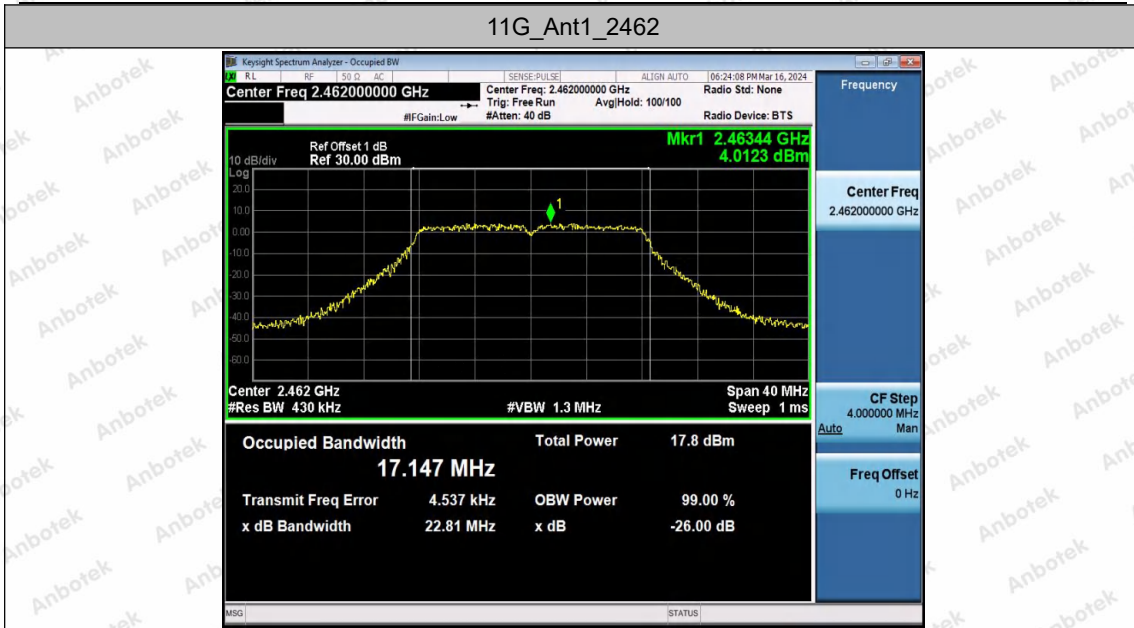 11G_Ant1_2462
Keysight Spectrum Analyzer - Occupied BW
RL RF 50 Ω AC SENSE:PULSE ALIGN AUTO 06:24:08 PM Mar 16, 2024
Center Freq 2.462000000 GHz
Center Freq: 2.462000000 GHz Radio Std: None
Trig: Free Run Avg|Hold: 100/100
#IFGain:Low #Atten: 40 dB Radio Device: BTS
Frequency
Mkr1 2.46344 GHz
4.0123 dBm
Ref Offset 1 dB
10 dB/div Ref 30.00 dBm
Log
20.0
10.0
0.00
-10.0
-20.0
-30.0
-40.0
-50.0
-60.0
1
Center 2.462 GHz Span 40 MHz
#Res BW 430 kHz #VBW 1.3 MHz Sweep 1 ms
Occupied Bandwidth Total Power 17.8 dBm
17.147 MHz
Transmit Freq Error 4.537 kHz OBW Power 99.00 %
x dB Bandwidth 22.81 MHz x dB -26.00 dB
Center Freq
2.462000000 GHz
CF Step
4.000000 MHz
Auto Man
Freq Offset
0 Hz
MSG STATUS
Anbotek